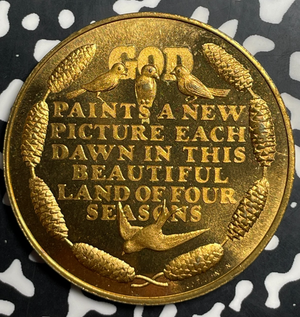 GOD
PAINTS A NEW
PICTURE EACH
DAWN IN THIS
BEAUTIFUL
LAND OF FOUR
SEASONS